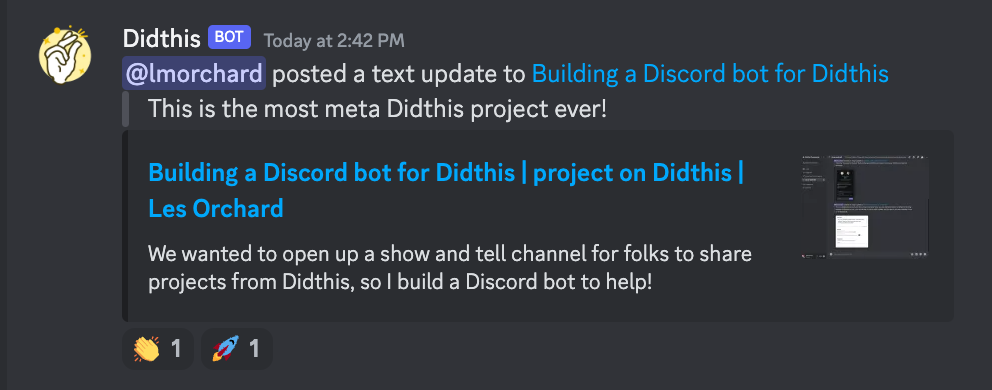 Didthis BOT Today at 2:42 PM
@lmorchard posted a text update to Building a Discord bot for Didthis
This is the most meta Didthis project ever!
Building a Discord bot for Didthis | project on Didthis |
Les Orchard
We wanted to open up a show and tell channel for folks to share
projects from Didthis, so I build a Discord bot to help!
👏 1 🚀 1